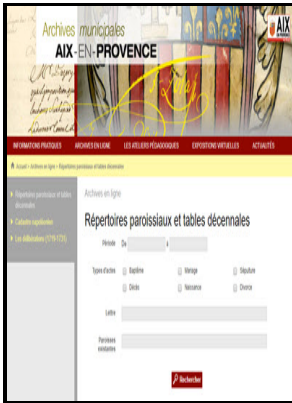 Archives municipales
AIX-EN-PROVENCE
AIX
INFORMATIONS PRATIQUES ARCHIVES EN LIGNE LES ATELIERS PÉDAGOGIQUES EXPOSITIONS VIRTUELLES ACTUALITÉS
Accueil > Archives en ligne > Répertoires paroissiaux et tables décennales
Répertoires paroissiaux et tables
décennales
Cadastre napoléonien
Les délibérations
Archives en ligne
Répertoires paroissiaux et tables décennales
Période De à
Types d'actes Baptême Mariage Sépulture
Décès Naissance Divorce
Lettre
Paroisses
existantes
Rechercher